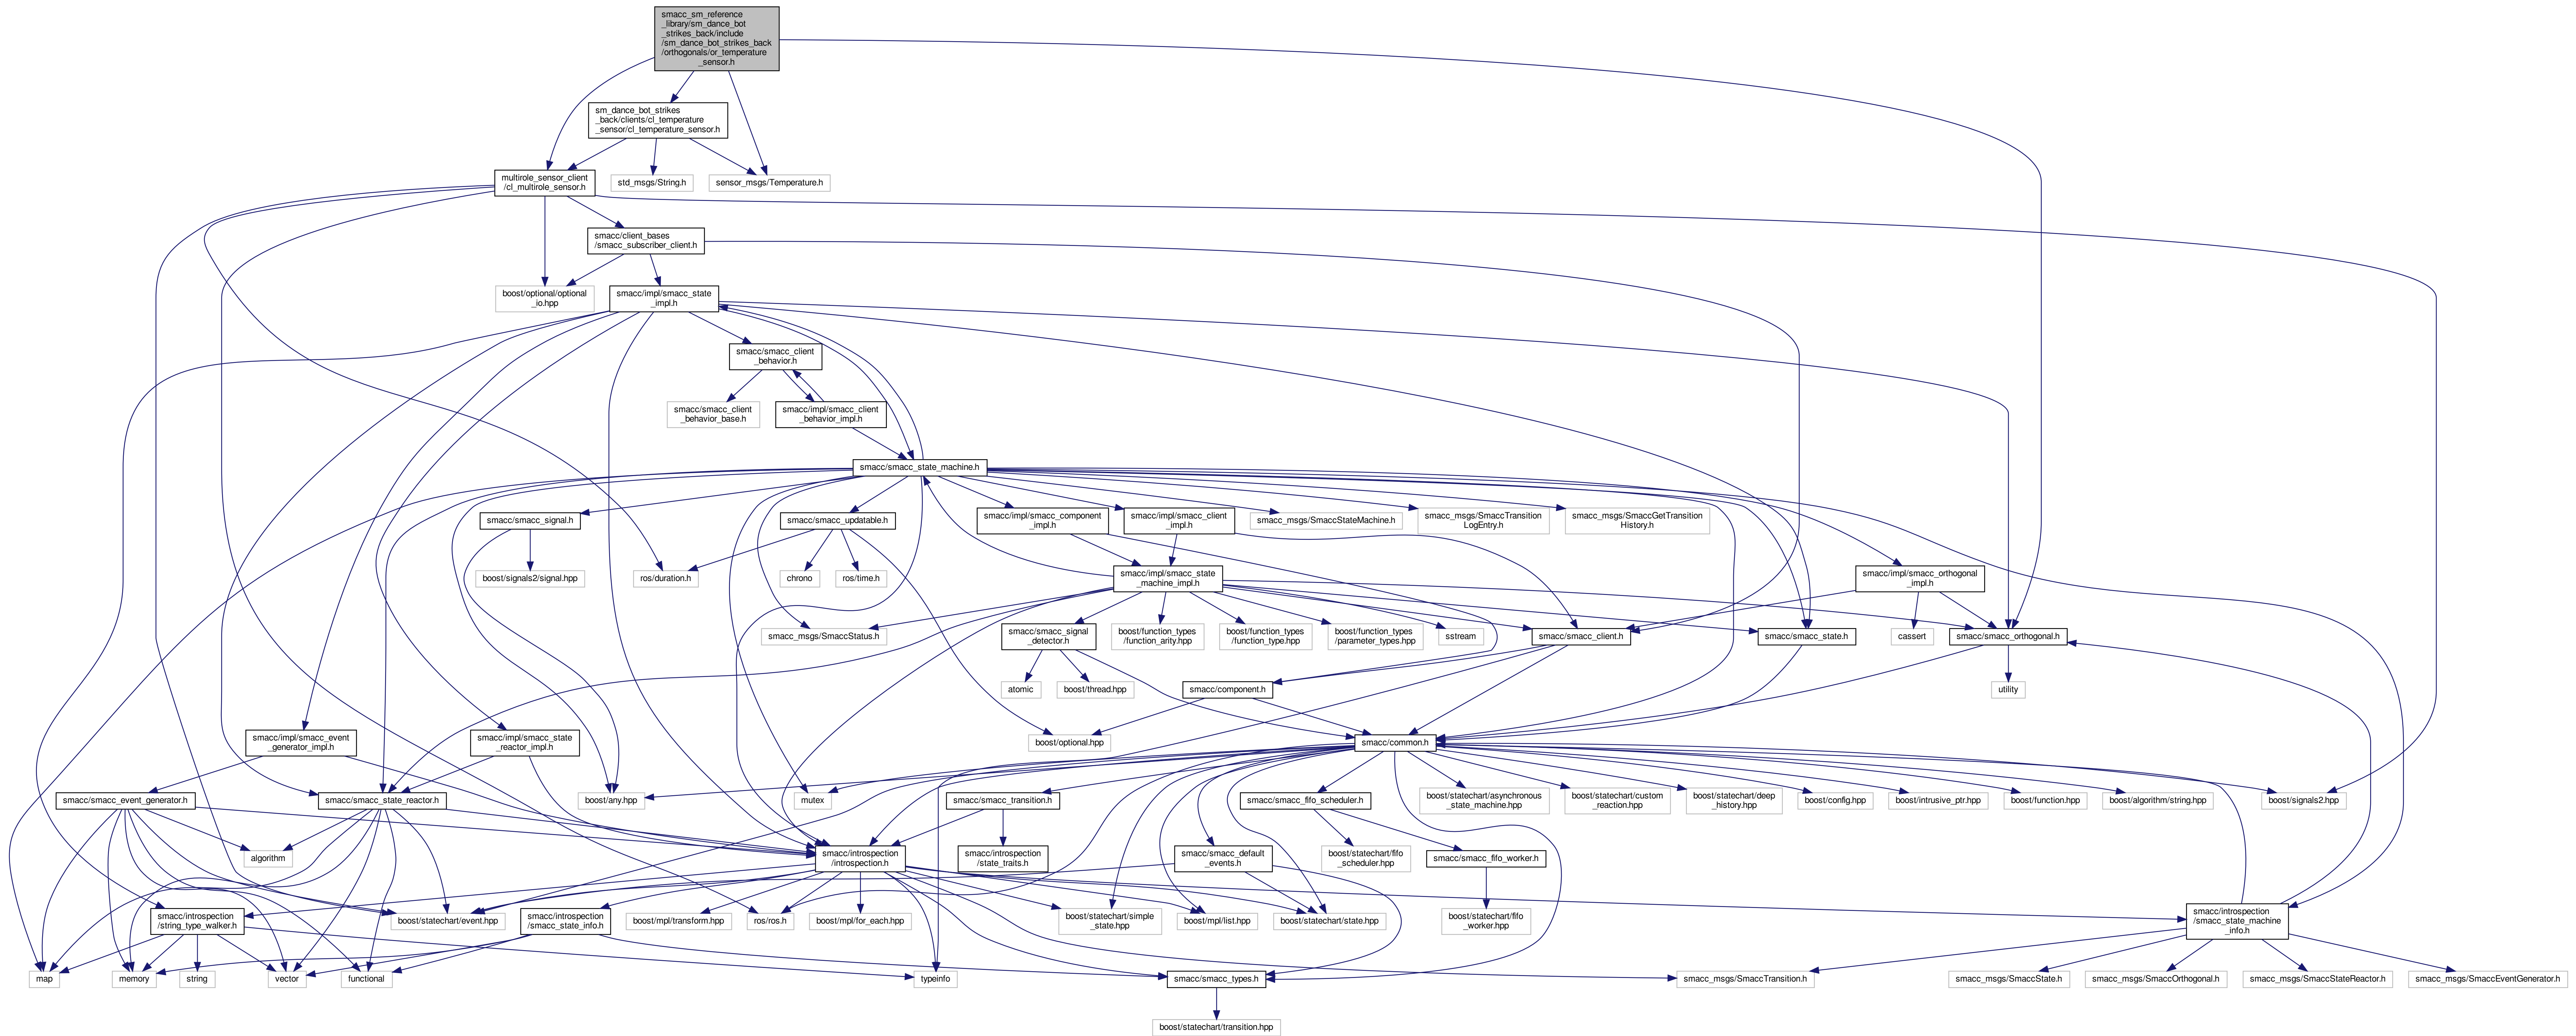 smacc_sm_reference
_library/sm_dance_bot
_strikes_back/include
/sm_dance_bot_strikes_back
/orthogonals/or_temperature
_sensor.h
sm_dance_bot_strikes
_back/clients/cl_temperature
_sensor/cl_temperature_sensor.h
multirole_sensor_client
/cl_multirole_sensor.h
std_msgs/String.h
sensor_msgs/Temperature.h
smacc/client_bases
/smacc_subscriber_client.h
boost/optional/optional
_io.hpp
smacc/impl/smacc_state
_impl.h
smacc/smacc_client
_behavior.h
smacc/smacc_client
_behavior_base.h
smacc/impl/smacc_client
_behavior_impl.h
smacc/smacc_state_machine.h
smacc/smacc_signal.h
smacc/smacc_updatable.h
smacc/impl/smacc_component
_impl.h
smacc/impl/smacc_client
_impl.h
smacc_msgs/SmaccStateMachine.h
smacc_msgs/SmaccTransition
LogEntry.h
smacc_msgs/SmaccGetTransition
History.h
boost/signals2/signal.hpp
ros/duration.h
chrono
ros/time.h
smacc/impl/smacc_state
_machine_impl.h
smacc/impl/smacc_orthogonal
_impl.h
smacc_msgs/SmaccStatus.h
smacc/smacc_signal
_detector.h
boost/function_types
/function_arity.hpp
boost/function_types
/function_type.hpp
boost/function_types
/parameter_types.hpp
sstream
smacc/smacc_client.h
smacc/smacc_state.h
cassert
smacc/smacc_orthogonal.h
atomic
boost/thread.hpp
smacc/component.h
utility
smacc/impl/smacc_event
_generator_impl.h
smacc/impl/smacc_state
_reactor_impl.h
boost/optional.hpp
smacc/common.h
smacc/smacc_event_generator.h
smacc/smacc_state_reactor.h
boost/any.hpp
mutex
smacc/smacc_transition.h
smacc/smacc_fifo_scheduler.h
boost/statechart/asynchronous
_state_machine.hpp
boost/statechart/custom
_reaction.hpp
boost/statechart/deep
_history.hpp
boost/config.hpp
boost/intrusive_ptr.hpp
boost/function.hpp
boost/algorithm/string.hpp
boost/signals2.hpp
algorithm
smacc/introspection
/introspection.h
smacc/introspection
/state_traits.h
smacc/smacc_default
_events.h
boost/statechart/fifo
_scheduler.hpp
smacc/smacc_fifo_worker.h
smacc/introspection
/string_type_walker.h
boost/statechart/event.hpp
smacc/introspection
/smacc_state_info.h
boost/mpl/transform.hpp
ros/ros.h
boost/mpl/for_each.hpp
boost/statechart/simple
_state.hpp
boost/mpl/list.hpp
boost/statechart/state.hpp
boost/statechart/fifo
_worker.hpp
smacc/introspection
/smacc_state_machine
_info.h
map
memory
string
vector
functional
typeinfo
smacc/smacc_types.h
smacc_msgs/SmaccTransition.h
smacc_msgs/SmaccState.h
smacc_msgs/SmaccOrthogonal.h
smacc_msgs/SmaccStateReactor.h
smacc_msgs/SmaccEventGenerator.h
boost/statechart/transition.hpp